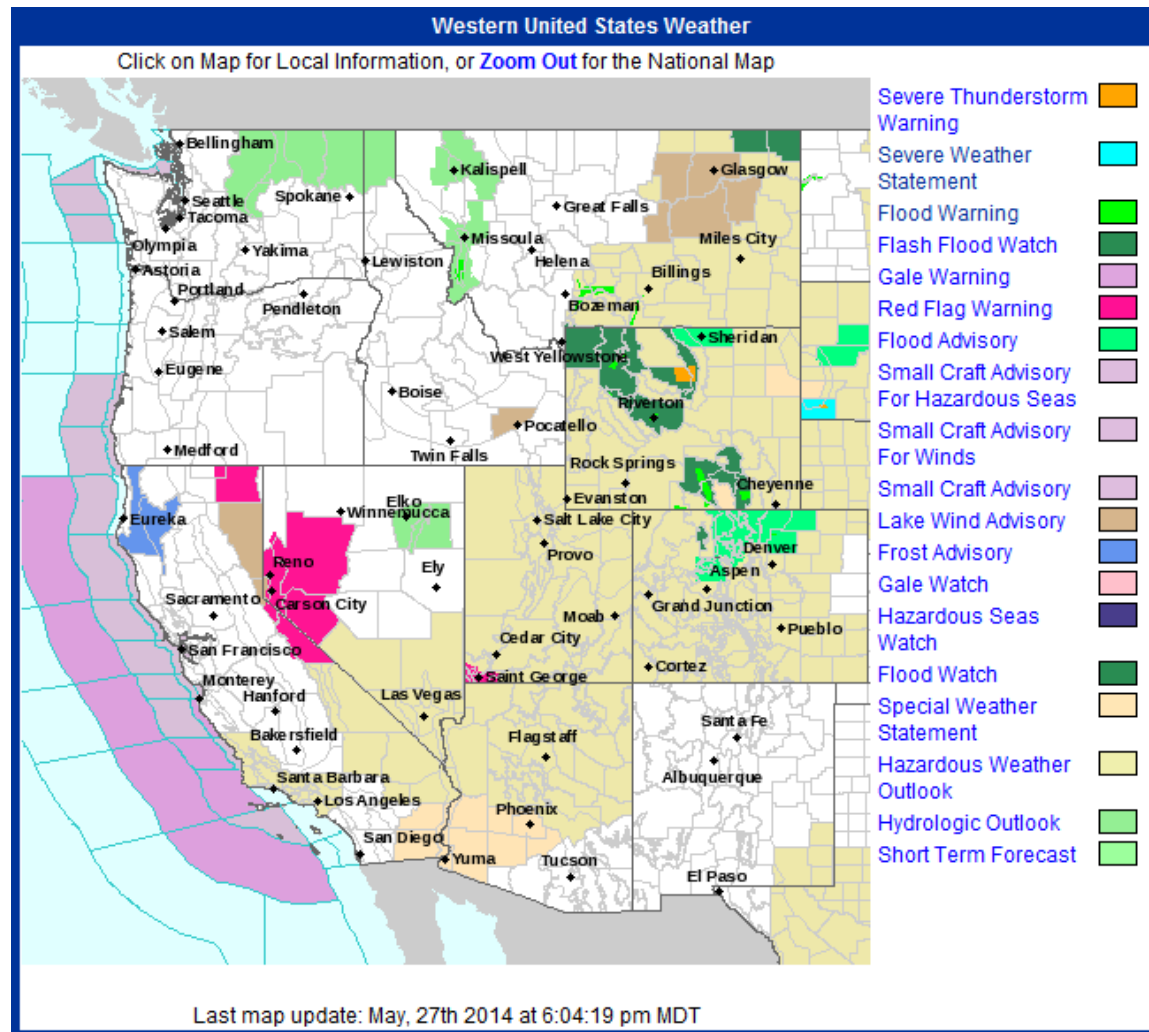 Western United States Weather
Click on Map for Local Information, or Zoom Out for the National Map
Severe Thunderstorm
Warning
Severe Weather
Statement
Flood Warning
Flash Flood Watch
Gale Warning
Red Flag Warning
Flood Advisory
Small Craft Advisory
For Hazardous Seas
Small Craft Advisory
For Winds
Small Craft Advisory
Lake Wind Advisory
Frost Advisory
Gale Watch
Hazardous Seas
Watch
Flood Watch
Special Weather
Statement
Hazardous Weather
Outlook
Hydrologic Outlook
Short Term Forecast
Bellingham
Kalispell
Glasgow
Seattle
Spokane
Great Falls
Tacoma
Olympia
Yakima
Missoula
Miles City
Astoria
Lewiston
Helena
Billings
Portland
Pendleton
Bozeman
Salem
West Yellowstone
Sheridan
Eugene
Boise
Riverton
Pocatello
Medford
Twin Falls
Rock Springs
Cheyenne
Elko
Evanston
Eureka
Winnemucca
Salt Lake City
Provo
Denver
Reno
Ely
Aspen
Sacramento
Carson City
Moab
Grand Junction
Cedar City
Pueblo
San Francisco
Cortez
Monterey
Saint George
Hanford
Las Vegas
Santa Fe
Bakersfield
Flagstaff
Albuquerque
Santa Barbara
Los Angeles
Phoenix
San Diego
Yuma
Tucson
El Paso
Last map update: May, 27th 2014 at 6:04:19 pm MDT